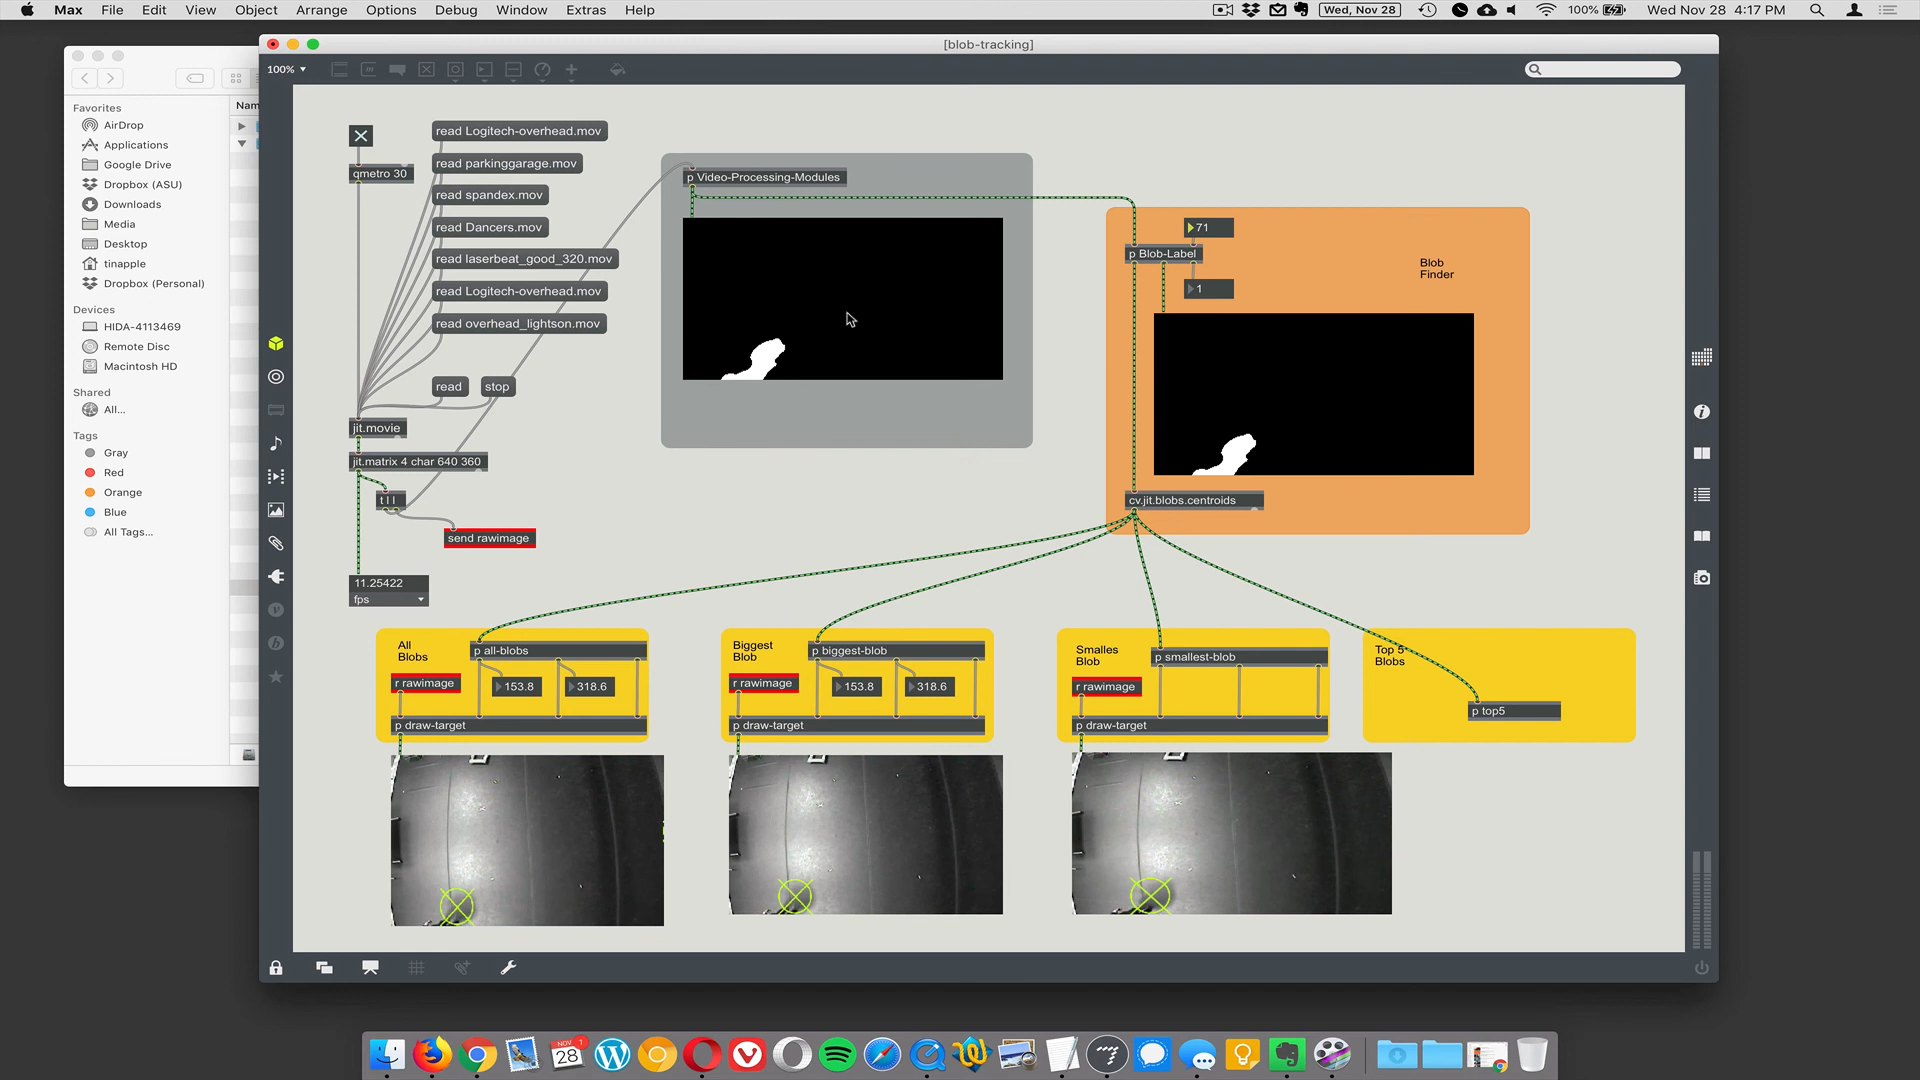 Max File Edit View Object Arrange Options Debug Window Extras Help
Wed, Nov 28
100%
Wed Nov 28 4:17 PM
[blob-tracking]
100%
Favorites
Nam
AirDrop
Applications
Google Drive
Dropbox (ASU)
Downloads
Media
Desktop
tinapple
Dropbox (Personal)
Devices
HIDA-4113469
Remote Disc
Macintosh HD
Shared
All...
Tags
Gray
Red
Orange
Blue
All Tags...
qmetro 30
read Logitech-overhead.mov
read parkinggarage.mov
read spandex.mov
read Dancers.mov
read laserbeat_good_320.mov
read Logitech-overhead.mov
read overhead_lightson.mov
read
stop
jit.movie
jit.matrix 4 char 640 360
t l l
send rawimage
11.25422
fps
p Video-Processing-Modules
71
p Blob-Label
1
Blob
Finder
cv.jit.blobs.centroids
All
Blobs
p all-blobs
r rawimage
153.8
318.6
p draw-target
Biggest
Blob
p biggest-blob
r rawimage
153.8
318.6
p draw-target
Smalles
Blob
p smallest-blob
r rawimage
p draw-target
Top 5
Blobs
p top5
NOV
28
1